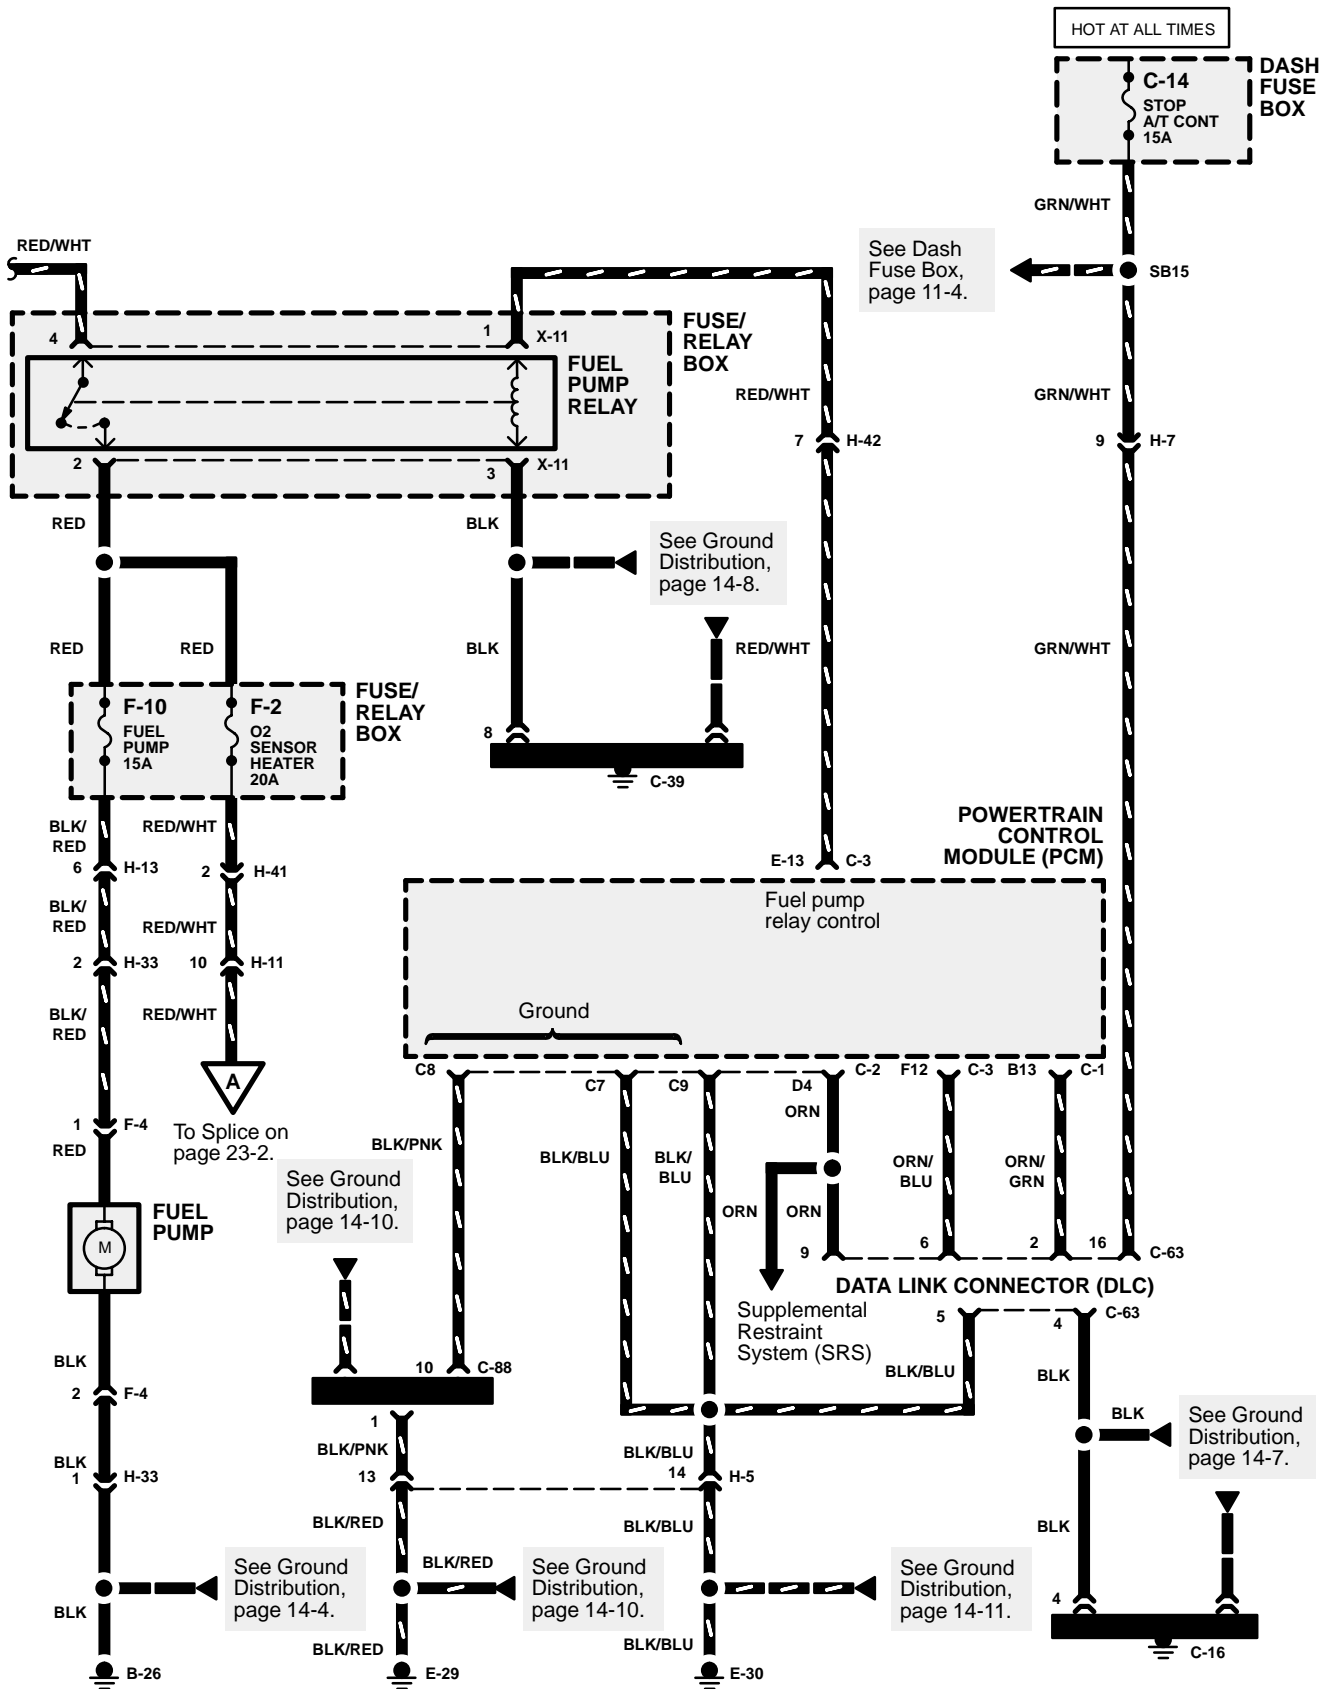 HOT AT ALL TIMES
DASH
FUSE
BOX
C-14
STOP
A/T CONT
15A
GRN/WHT
RED/WHT
See Dash
Fuse Box,
page 11-4.
SB15
4
1
X-11
FUSE/
RELAY
BOX
FUEL
PUMP
RELAY
RED/WHT
GRN/WHT
7
H-42
9
H-7
2
3
X-11
RED
BLK
See Ground
Distribution,
page 14-8.
RED
RED
BLK
RED/WHT
GRN/WHT
F-10
FUEL
PUMP
15A
F-2
O2
SENSOR
HEATER
20A
FUSE/
RELAY
BOX
8
C-39
BLK/
RED
RED/WHT
POWERTRAIN
CONTROL
MODULE (PCM)
6
H-13
2
H-41
E-13
C-3
BLK/
RED
RED/WHT
Fuel pump
relay control
2
H-33
10
H-11
BLK/
RED
RED/WHT
Ground
A
C8
C7
C9
D4
C-2
F12
C-3
B13
C-1
ORN
1
F-4
RED
To Splice on
page 23-2.
BLK/PNK
BLK/BLU
BLK/
BLU
ORN/
BLU
ORN/
GRN
See Ground
Distribution,
page 14-10.
FUEL
PUMP
M
ORN
ORN
9
6
2
16
C-63
DATA LINK CONNECTOR (DLC)
Supplemental
Restraint
System (SRS)
5
4
C-63
BLK
10
C-88
BLK/BLU
BLK
2
F-4
1
BLK
See Ground
Distribution,
page 14-7.
BLK/PNK
BLK/BLU
BLK
1
H-33
13
14
H-5
BLK/RED
BLK/BLU
BLK
See Ground
Distribution,
page 14-4.
BLK/RED
See Ground
Distribution,
page 14-10.
See Ground
Distribution,
page 14-11.
4
BLK
BLK/RED
BLK/BLU
C-16
B-26
E-29
E-30